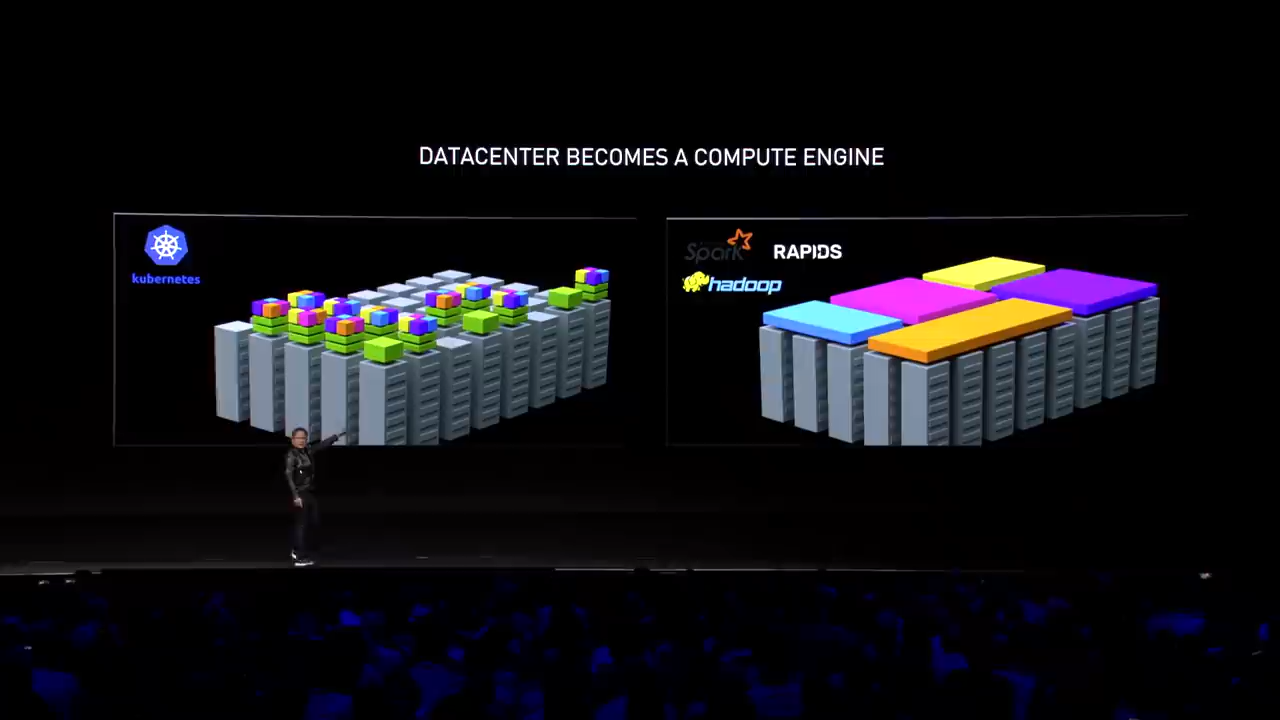 DATACENTER BECOMES A COMPUTE ENGINE
kubernetes
Spark
RAPIDS
hadoop